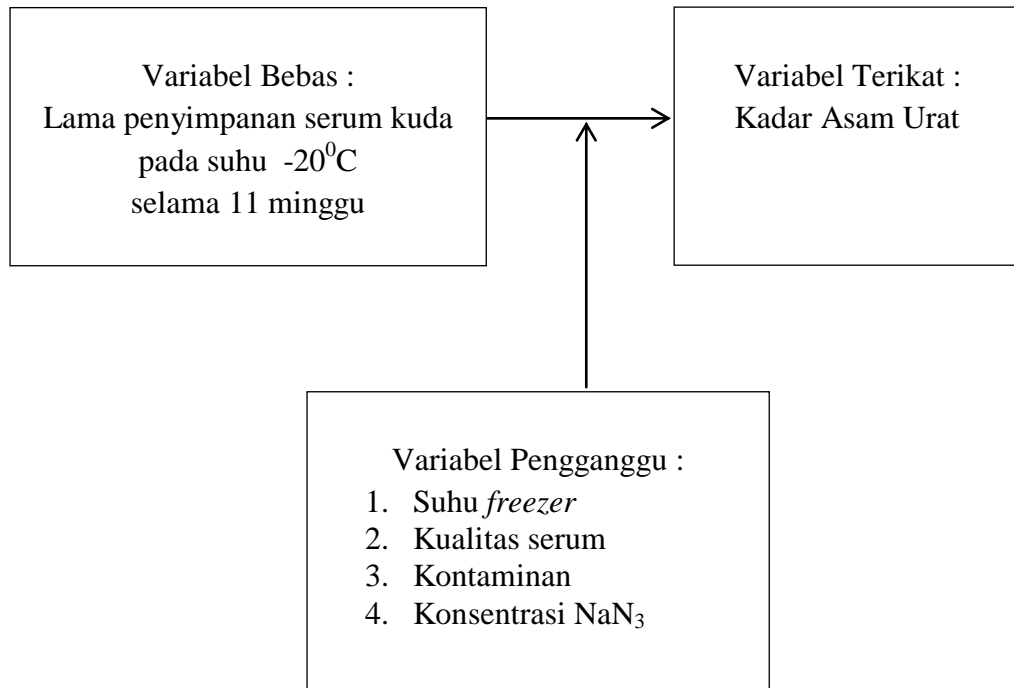 Variabel Bebas :
Lama penyimpanan serum kuda
pada suhu -20⁰C
selama 11 minggu
Variabel Terikat :
Kadar Asam Urat
Variabel Pengganggu :
1. Suhu freezer
2. Kualitas serum
3. Kontaminan
4. Konsentrasi NaN₃